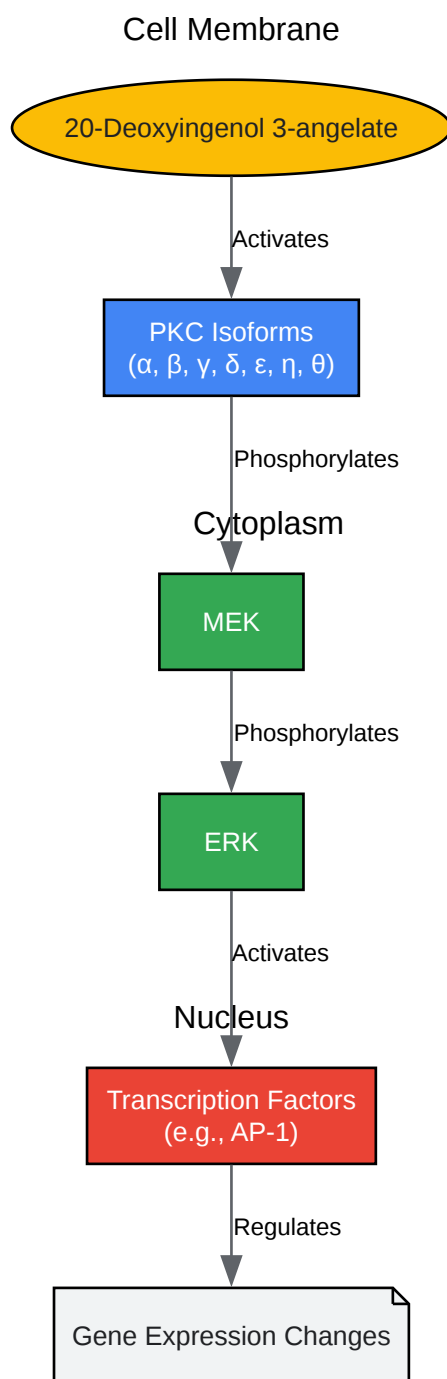 Cell Membrane
20-Deoxyingenol 3-angelate
Activates
PKC Isoforms
(α, β, γ, δ, ε, η, θ)
Phosphorylates
Cytoplasm
MEK
Phosphorylates
ERK
Activates
Nucleus
Transcription Factors
(e.g., AP-1)
Regulates
Gene Expression Changes